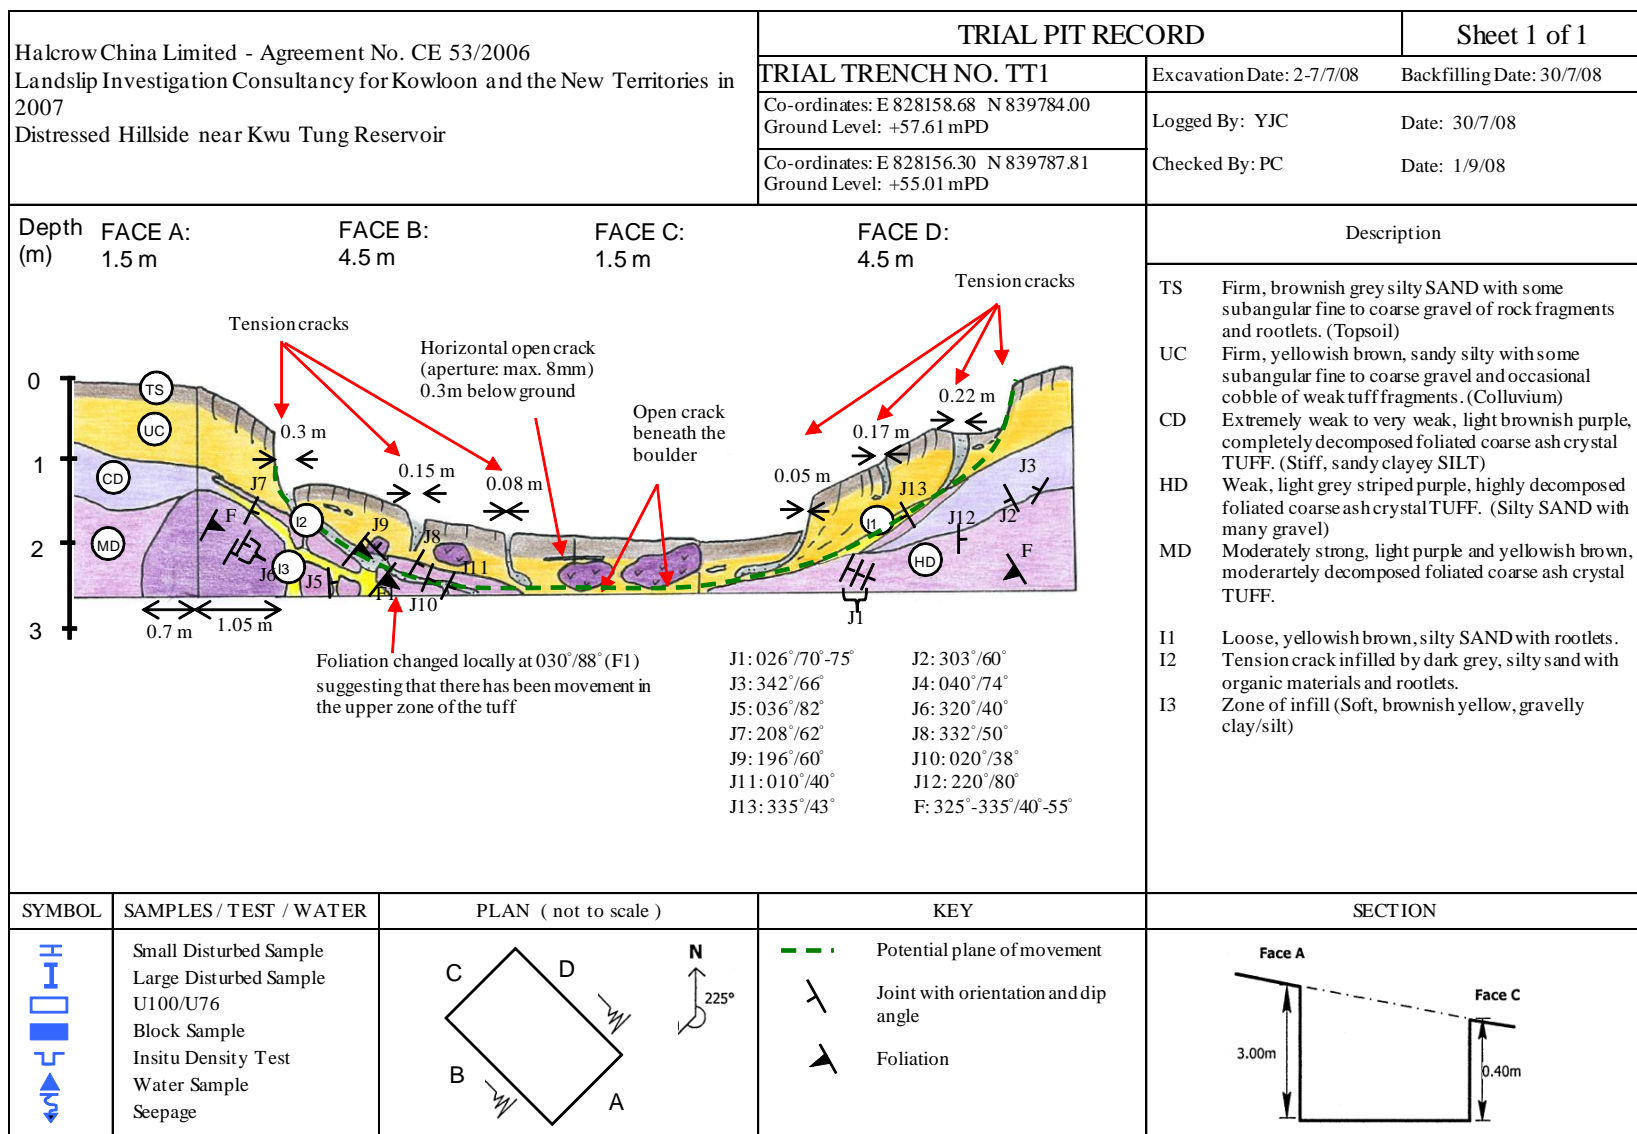 Halcrow China Limited - Agreement No. CE 53/2006
Landslip Investigation Consultancy for Kowloon and the New Territories in
2007
Distressed Hillside near Kwu Tung Reservoir
TRIAL PIT RECORD
Sheet 1 of 1
TRIAL TRENCH NO. TT1
Co-ordinates: E 828158.68 N 839784.00
Ground Level: +57.61 mPD
Co-ordinates: E 828156.30 N 839787.81
Ground Level: +55.01 mPD
Excavation Date: 2-7/7/08
Backfilling Date: 30/7/08
Logged By: YJC
Date: 30/7/08
Checked By: PC
Date: 1/9/08
Depth
(m)
FACE A:
1.5 m
FACE B:
4.5 m
FACE C:
1.5 m
FACE D:
4.5 m
Tension cracks
Tension cracks
Horizontal open crack
(aperture: max. 8mm)
0.3m below ground
Open crack
beneath the
boulder
0
1
2
3
TS
UC
CD
MD
0.3 m
0.15 m
0.08 m
0.05 m
0.17 m
0.22 m
J7
F
J6
I2
I3
J5
J9
J8
F1
J10
J11
I1
J13
J12
HD
J1
J3
J2
F
0.7 m
1.05 m
Foliation changed locally at 030°/88° (F1)
suggesting that there has been movement in
the upper zone of the tuff
J1: 026°/70°-75° J2: 303°/60°
J3: 342°/66° J4: 040°/74°
J5: 036°/82° J6: 320°/40°
J7: 208°/62° J8: 332°/50°
J9: 196°/60° J10: 020°/38°
J11: 010°/40° J12: 220°/80°
J13: 335°/43° F: 325°-335°/40°-55°
Description
TS Firm, brownish grey silty SAND with some
subangular fine to coarse gravel of rock fragments
and rootlets. (Topsoil)
UC Firm, yellowish brown, sandy silty with some
subangular fine to coarse gravel and occasional
cobble of weak tuff fragments. (Colluvium)
CD Extremely weak to very weak, light brownish purple,
completely decomposed foliated coarse ash crystal
TUFF. (Stiff, sandy clayey SILT)
HD Weak, light grey striped purple, highly decomposed
foliated coarse ash crystal TUFF. (Silty SAND with
many gravel)
MD Moderately strong, light purple and yellowish brown,
moderartely decomposed foliated coarse ash crystal
TUFF.
I1 Loose, yellowish brown, silty SAND with rootlets.
I2 Tension crack infilled by dark grey, silty sand with
organic materials and rootlets.
I3 Zone of infill (Soft, brownish yellow, gravelly
clay/silt)
SYMBOL
SAMPLES / TEST / WATER
Small Disturbed Sample
Large Disturbed Sample
U100/U76
Block Sample
Insitu Density Test
Water Sample
Seepage
PLAN ( not to scale )
C
D
B
A
N
225°
KEY
Potential plane of movement
Joint with orientation and dip
angle
Foliation
SECTION
Face A
Face C
3.00m
0.40m